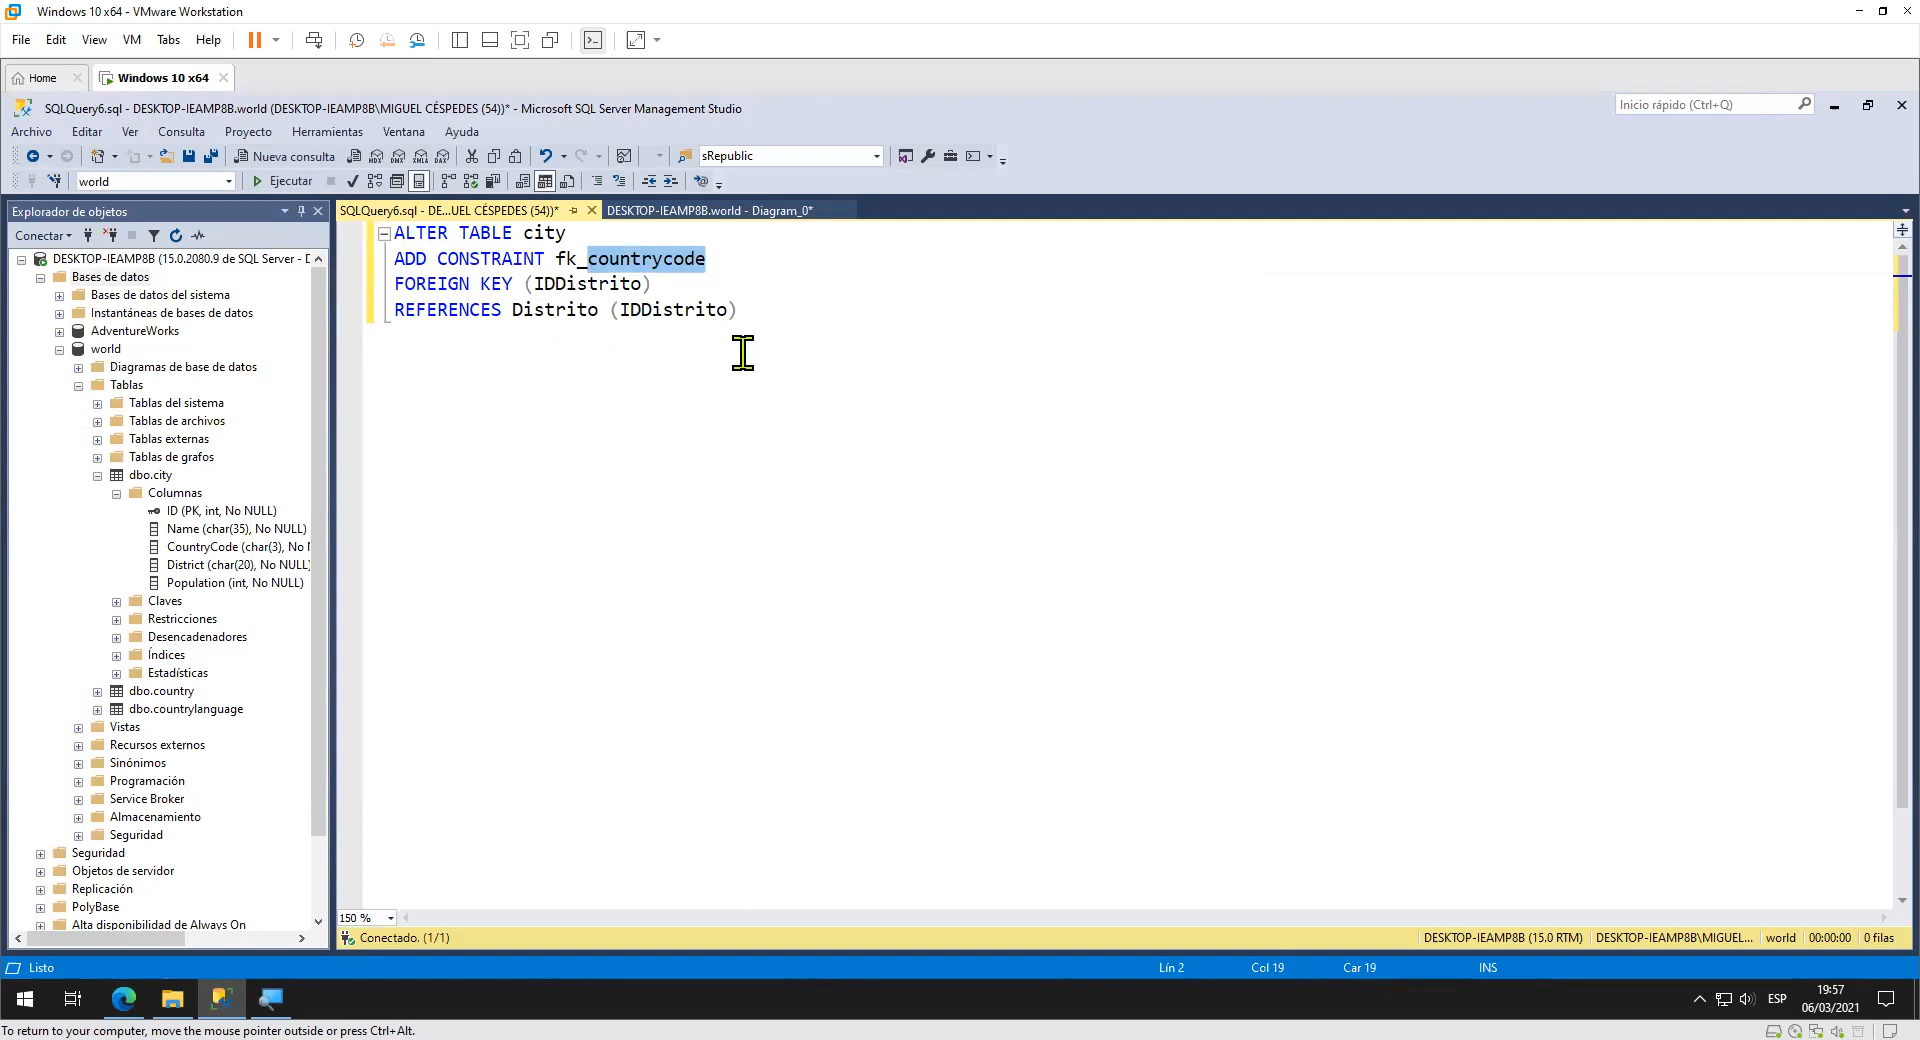 Windows 10 x64 - VMware Workstation
File Edit View VM Tabs Help
Home
Windows 10 x64
SQLQuery6.sql - DESKTOP-IEAMP8B.world (DESKTOP-IEAMP8B\MIGUEL CÉSPEDES (54))* - Microsoft SQL Server Management Studio
Inicio rápido (Ctrl+Q)
Archivo Editar Ver Consulta Proyecto Herramientas Ventana Ayuda
Nueva consulta
MDX DMX XMLA DAX
sRepublic
world
Ejecutar
Explorador de objetos
SQLQuery6.sql - DE...UEL CÉSPEDES (54))*
DESKTOP-IEAMP8B.world - Diagram_0*
Conectar
DESKTOP-IEAMP8B (15.0.2080.9 de SQL Server - D
Bases de datos
Bases de datos del sistema
Instantáneas de bases de datos
AdventureWorks
world
Diagramas de base de datos
Tablas
Tablas del sistema
Tablas de archivos
Tablas externas
Tablas de grafos
dbo.city
Columnas
ID (PK, int, No NULL)
Name (char(35), No NULL)
CountryCode (char(3), No N
District (char(20), No NULL)
Population (int, No NULL)
Claves
Restricciones
Desencadenadores
Índices
Estadísticas
dbo.country
dbo.countrylanguage
Vistas
Recursos externos
Sinónimos
Programación
Service Broker
Almacenamiento
Seguridad
Seguridad
Objetos de servidor
Replicación
PolyBase
Alta disponibilidad de Always On
ALTER TABLE city
ADD CONSTRAINT fk_countrycode
FOREIGN KEY (IDDistrito)
REFERENCES Distrito (IDDistrito)
150 %
Conectado. (1/1)
DESKTOP-IEAMP8B (15.0 RTM)
DESKTOP-IEAMP8B\MIGUEL...
world
00:00:00
0 filas
Listo
Lín 2
Col 19
Car 19
INS
ESP
19:57
06/03/2021
To return to your computer, move the mouse pointer outside or press Ctrl+Alt.